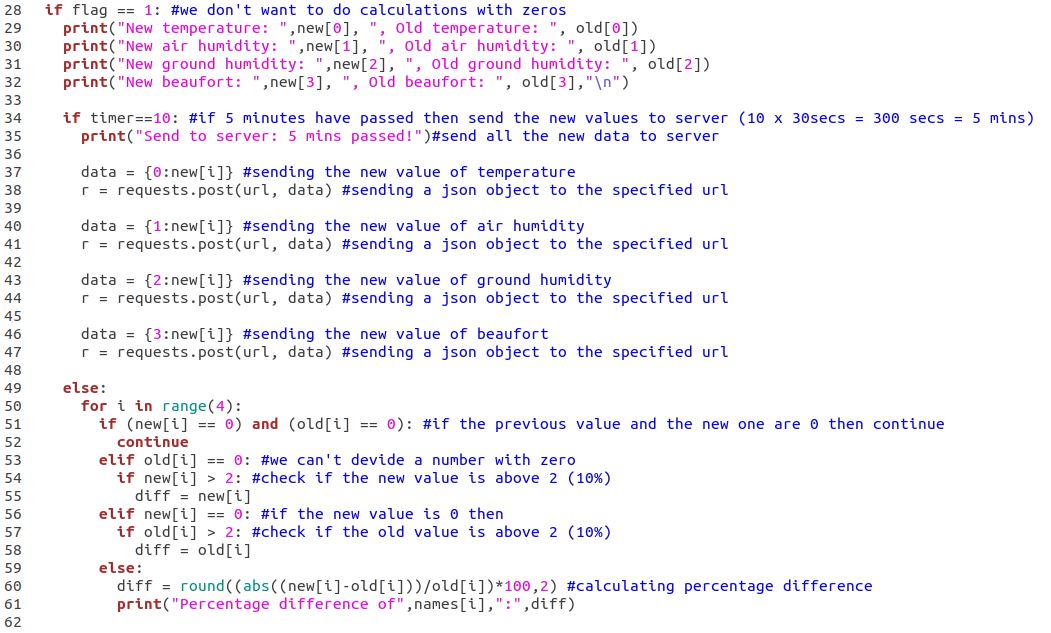 28 if flag == 1: #we don't want to do calculations with zeros
29 print("New temperature: ",new[0], ", Old temperature: ", old[0])
30 print("New air humidity: ",new[1], ", Old air humidity: ", old[1])
31 print("New ground humidity: ",new[2], ", Old ground humidity: ", old[2])
32 print("New beaufort: ",new[3], ", Old beaufort: ", old[3],"\n")
33
34 if timer==10: #if 5 minutes have passed then send the new values to server (10 x 30secs = 300 secs = 5 mins)
35 print("Send to server: 5 mins passed!")#send all the new data to server
36
37 data = {0:new[i]} #sending the new value of temperature
38 r = requests.post(url, data) #sending a json object to the specified url
39
40 data = {1:new[i]} #sending the new value of air humidity
41 r = requests.post(url, data) #sending a json object to the specified url
42
43 data = {2:new[i]} #sending the new value of ground humidity
44 r = requests.post(url, data) #sending a json object to the specified url
45
46 data = {3:new[i]} #sending the new value of beaufort
47 r = requests.post(url, data) #sending a json object to the specified url
48
49 else:
50 for i in range(4):
51 if (new[i] == 0) and (old[i] == 0): #if the previous value and the new one are 0 then continue
52 continue
53 elif old[i] == 0: #we can't devide a number with zero
54 if new[i] > 2: #check if the new value is above 2 (10%)
55 diff = new[i]
56 elif new[i] == 0: #if the new value is 0 then
57 if old[i] > 2: #check if the old value is above 2 (10%)
58 diff = old[i]
59 else:
60 diff = round((abs((new[i]-old[i]))/old[i])*100,2) #calculating percentage difference
61 print("Percentage difference of",names[i],":",diff)
62